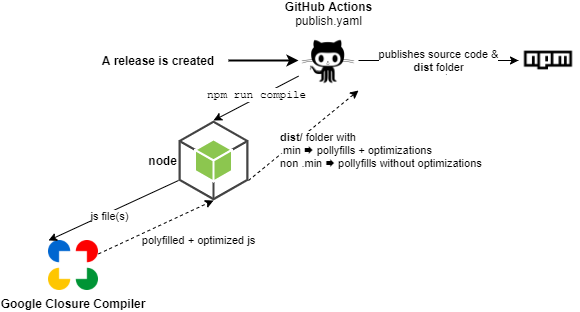 GitHub Actions
publish.yaml
A release is created
publishes source code &
dist folder
npm
npm run compile
dist/ folder with
.min ➡ pollyfills + optimizations
non .min ➡ pollyfills without optimizations
node
js file(s)
polyfilled + optimized js
Google Closure Compiler